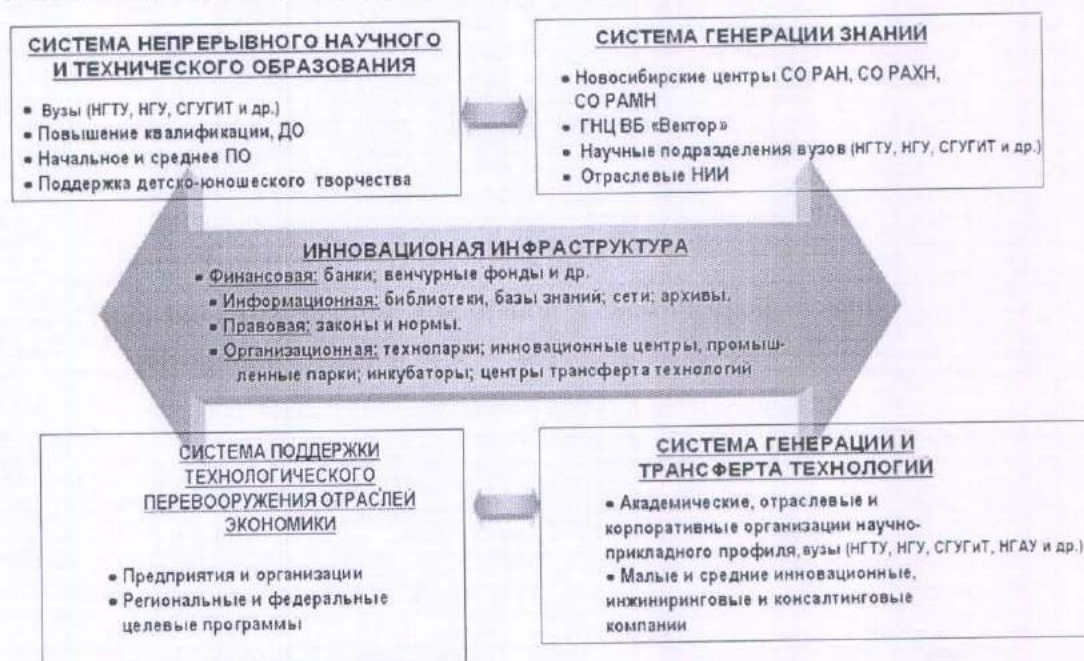 СИСТЕМА НЕПРЕРЫВНОГО НАУЧНОГО
И ТЕХНИЧЕСКОГО ОБРАЗОВАНИЯ
• Вузы (НГТУ, НГУ, СГУГИТ и др.)
• Повышение квалификации, ДО
• Начальное и среднее ПО
• Поддержка детско-юношеского творчества
СИСТЕМА ГЕНЕРАЦИИ ЗНАНИЙ
• Новосибирские центры СО РАН, СО РАХН,
СО РАМН
• ГНЦ ВБ «Вектор»
• Научные подразделения вузов (НГТУ, НГУ, СГУГИТ и др.)
• Отраслевые НИИ
ИННОВАЦИОНАЯ ИНФРАСТРУКТУРА
• Финансовая: банки; венчурные фонды и др.
• Информационная: библиотеки, базы знаний; сети; архивы.
• Правовая: законы и нормы.
• Организационная: технопарки; инновационные центры, промыш-
ленные парки; инкубаторы; центры трансферта технологий
СИСТЕМА ПОДДЕРЖКИ
ТЕХНОЛОГИЧЕСКОГО
ПЕРЕВООРУЖЕНИЯ ОТРАСЛЕЙ
ЭКОНОМИКИ
• Предприятия и организации
• Региональные и федеральные
целевые программы
СИСТЕМА ГЕНЕРАЦИИ И
ТРАНСФЕРТА ТЕХНОЛОГИЙ
• Академические, отраслевые и
корпоративные организации научно-
прикладного профиля, вузы (НГТУ, НГУ, СГУГиТ, НГАУ и др.)
• Малые и средние инновационные,
инжиниринговые и консалтинговые
компании